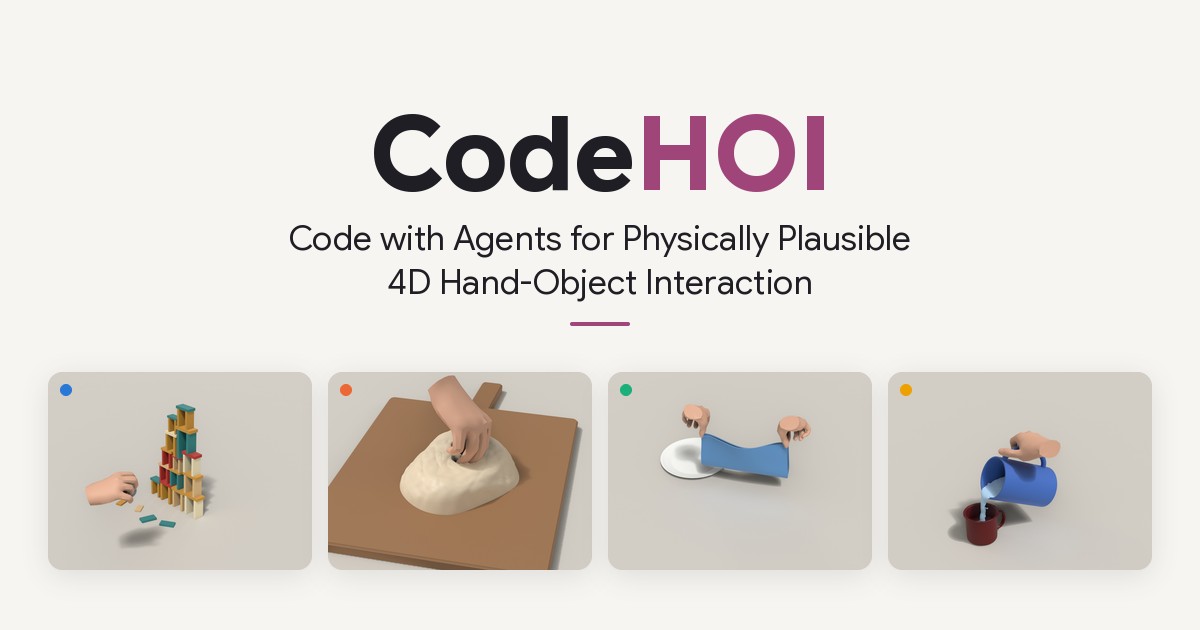 CodeHOI
Code with Agents for Physically Plausible
4D Hand-Object Interaction